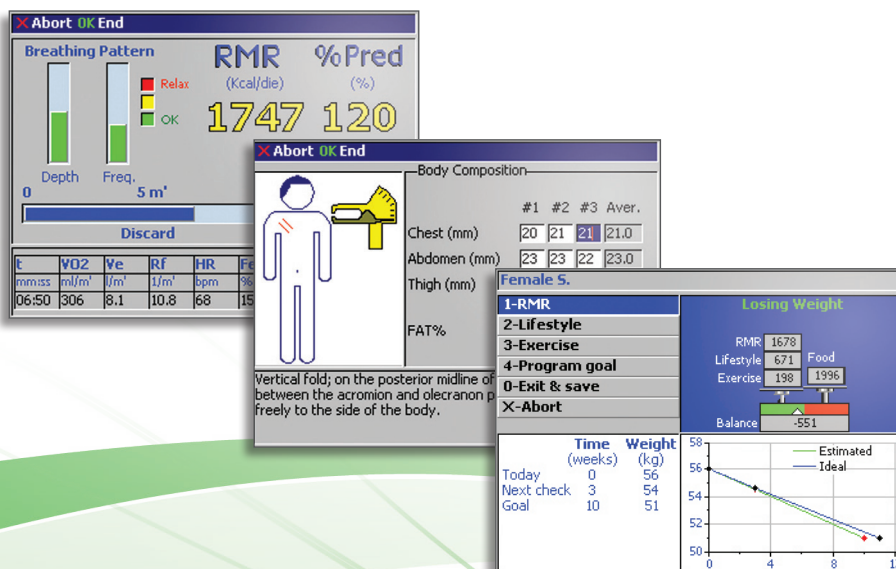 X Abort OK End
Breathing Pattern
RMR %Pred
(Kcal/die) (%)
Relax
1747 120
OK
Depth Freq.
0 5 m'
Discard
t VO2 Ve Rf HR
mm:ss ml/m' l/m' 1/m' bpm %
06:50 306 8.1 10.8 68
X Abort OK End
Body Composition
#1 #2 #3 Aver.
Chest (mm) 20 21 21 21.0
Abdomen (mm) 23 23 22 23.0
Thigh (mm)
FAT%
Vertical fold; on the posterior midline of
between the acromion and olecranon
freely to the side of the body.
Female S.
1-RMR
2-Lifestyle
3-Exercise
4-Program goal
0-Exit & save
X-Abort
Losing Weight
RMR 1678
Lifestyle 671 Food
Exercise 198 1996
Balance -551
Time Weight
(weeks) (kg)
Today 0 56
Next check 3 54
Goal 10 51
58
56
54
52
50
Estimated
Ideal
0 4 8